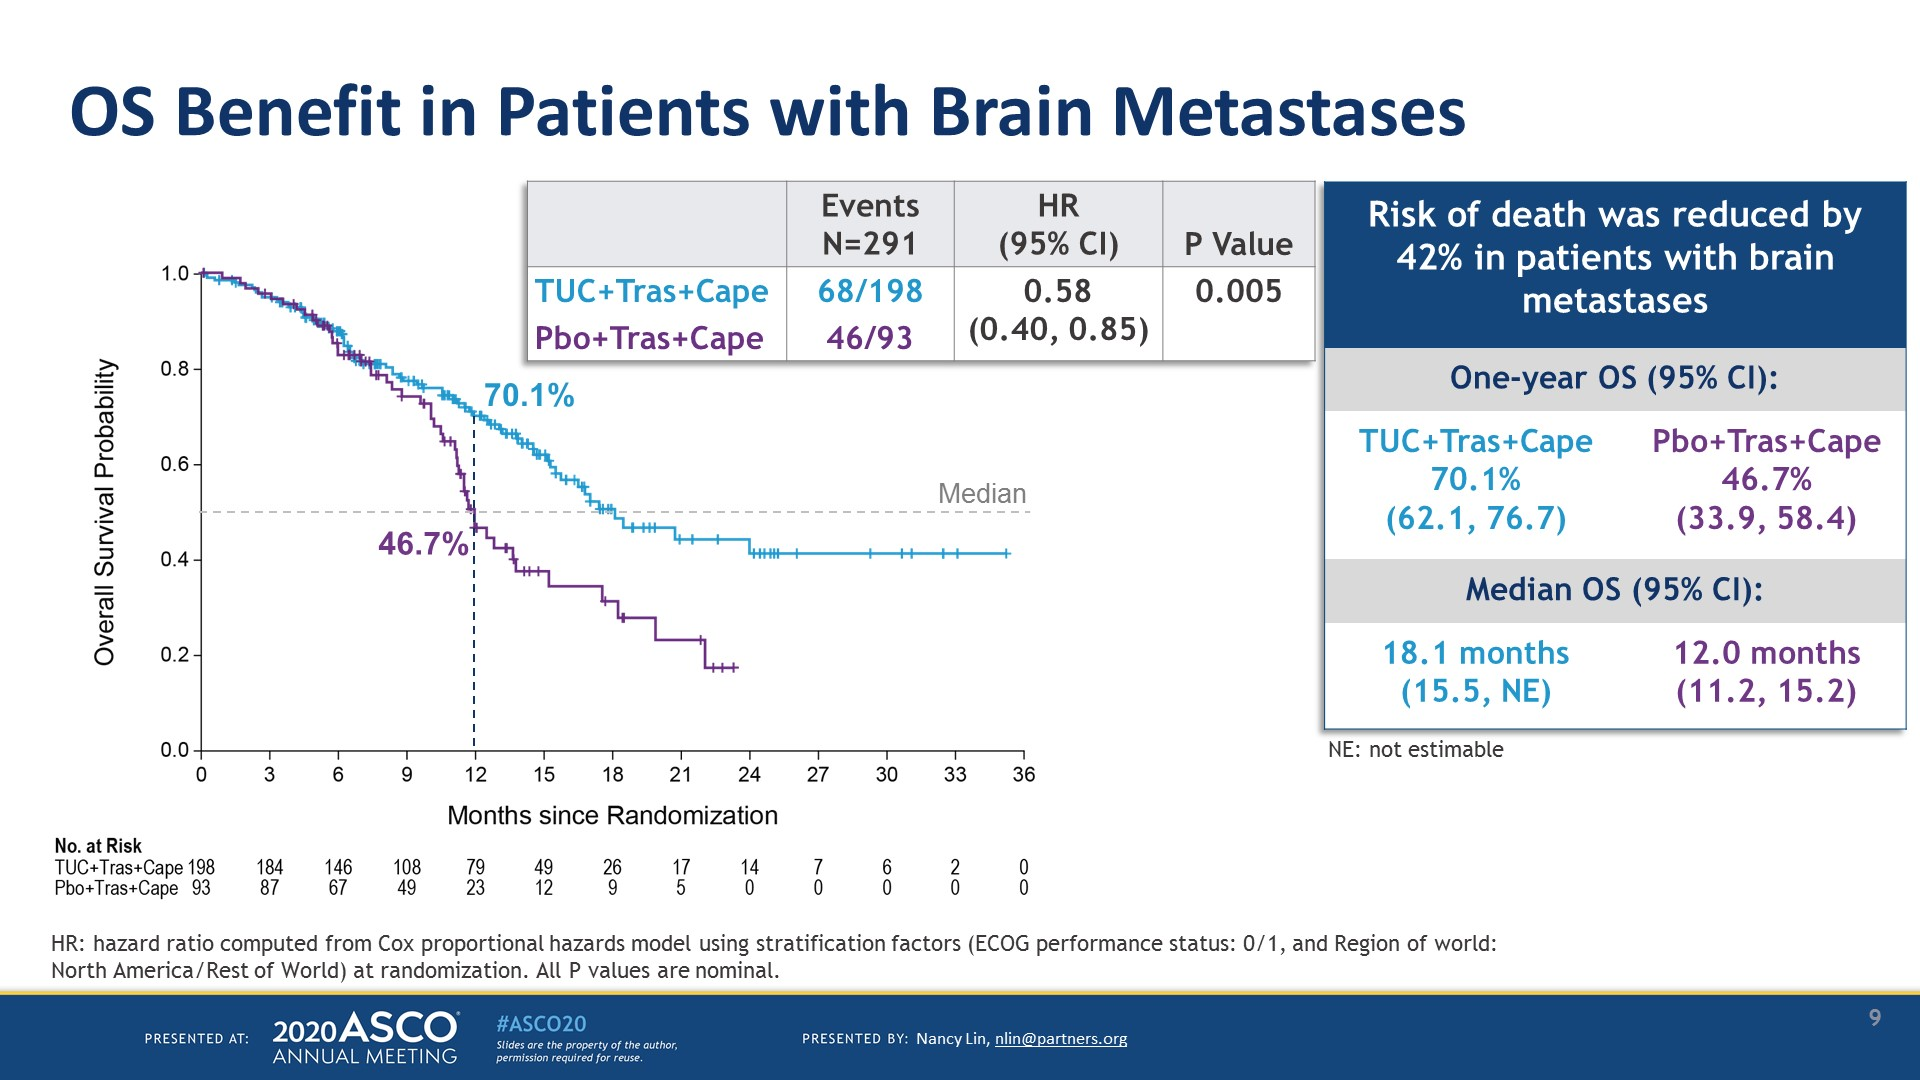 OS Benefit in Patients with Brain Metastases
Events
N=291
HR
(95% CI)
P Value
TUC+Tras+Cape 68/198 0.58 0.005
(0.40, 0.85)
Pbo+Tras+Cape 46/93
Risk of death was reduced by
42% in patients with brain
metastases
One-year OS (95% CI):
TUC+Tras+Cape Pbo+Tras+Cape
70.1% 46.7%
(62.1, 76.7) (33.9, 58.4)
Median OS (95% CI):
18.1 months 12.0 months
(15.5, NE) (11.2, 15.2)
NE: not estimable
Overall Survival Probability
1.0
0.8
0.6
0.4
0.2
0.0
70.1%
Median
46.7%
0 3 6 9 12 15 18 21 24 27 30 33 36
Months since Randomization
No. at Risk
TUC+Tras+Cape 198 184 146 108 79 49 26 17 14 7 6 2 0
Pbo+Tras+Cape 93 87 67 49 23 12 9 5 0 0 0 0 0
HR: hazard ratio computed from Cox proportional hazards model using stratification factors (ECOG performance status: 0/1, and Region of world:
North America/Rest of World) at randomization. All P values are nominal.
PRESENTED AT:
2020 ASCO®
ANNUAL MEETING
#ASCO20
Slides are the property of the author,
permission required for reuse.
PRESENTED BY: Nancy Lin, nlin@partners.org
9